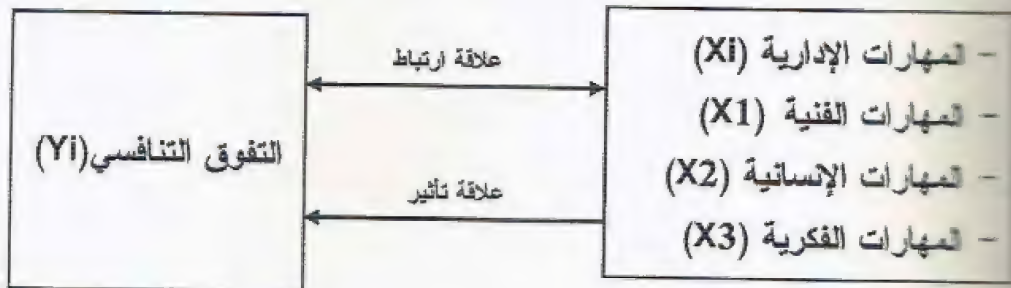 - المهارات الإدارية (Xi)
- المهارات الفنية (X1)
- المهارات الإنسانية (X2)
- المهارات الفكرية (X3)
علاقة ارتباط
علاقة تأثير
التفوق التنافسي(Yi)